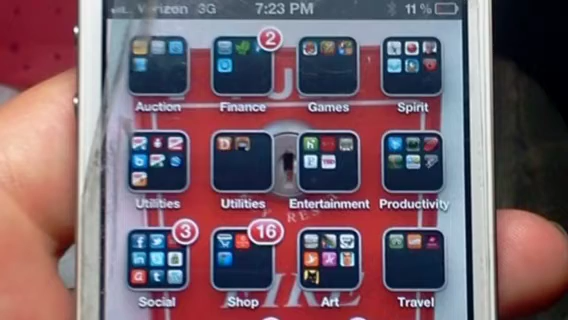 Verizon 3G 7:23 PM 11%
2
Auction Finance Games Spirit
Utilities Utilities Entertainment Productivity
3 16
Social Shop Art Travel